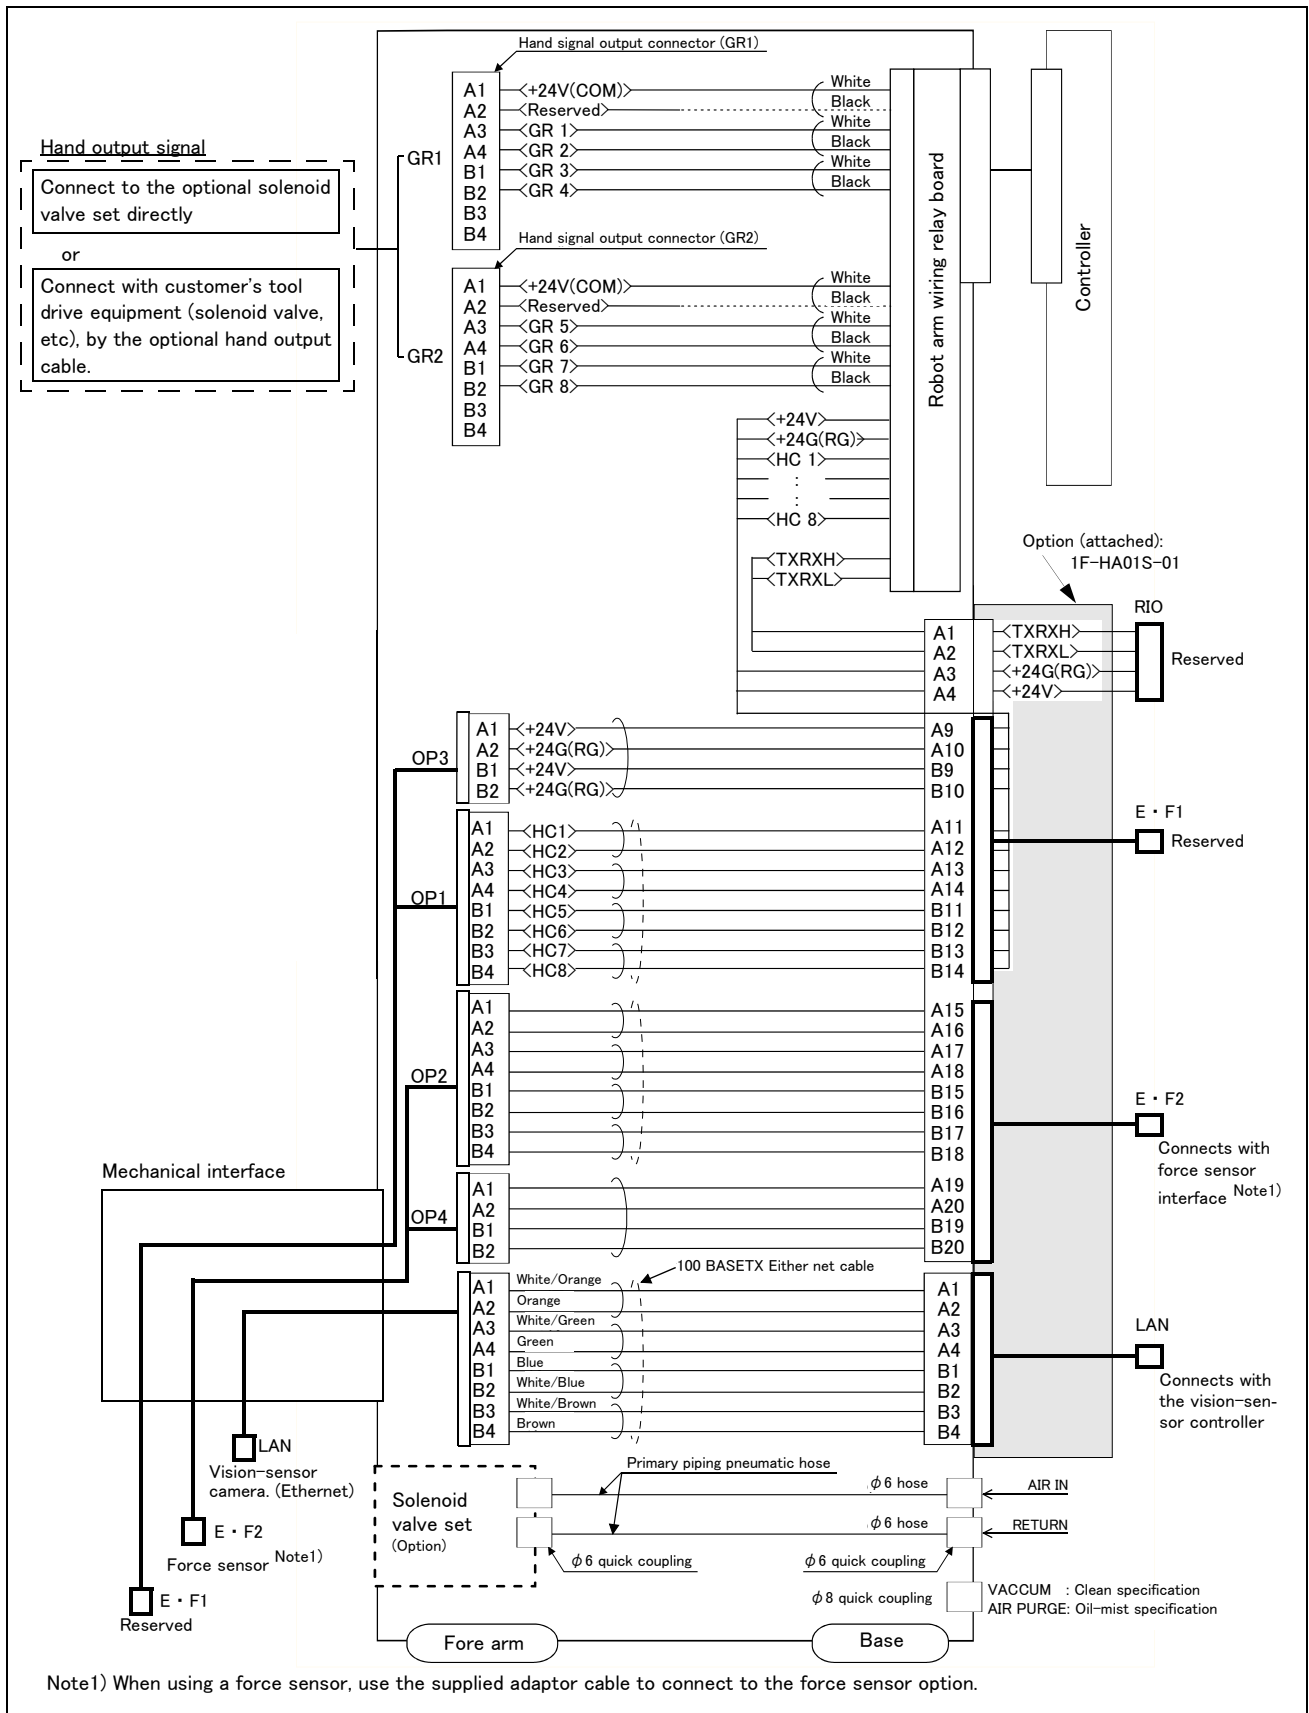 Hand signal output connector (GR1)
A1 <+24V(COM)> White
A2 <Reserved> Black
A3 <GR 1> White
A4 <GR 2> Black
B1 <GR 3> White
B2 <GR 4> Black
B3
B4
GR1
Hand output signal
Connect to the optional solenoid
valve set directly
or
Connect with customer's tool
drive equipment (solenoid valve,
etc), by the optional hand output
cable.
Hand signal output connector (GR2)
A1 <+24V(COM)> White
A2 <Reserved> Black
A3 <GR 5> White
A4 <GR 6> Black
B1 <GR 7> White
B2 <GR 8> Black
B3
B4
GR2
Robot arm wiring relay board
Controller
<+24V>
<+24G(RG)>
<HC 1>
:
:
<HC 8>
<TXRXH>
<TXRXL>
Option (attached):
1F-HA01S-01
RIO
A1 <TXRXH>
A2 <TXRXL>
A3 <+24G(RG)>
A4 <+24V>
Reserved
OP3
A1 <+24V> A9
A2 <+24G(RG)> A10
B1 <+24V> B9
B2 <+24G(RG)> B10
OP1
A1 <HC1> A11
A2 <HC2> A12
A3 <HC3> A13
A4 <HC4> A14
B1 <HC5> B11
B2 <HC6> B12
B3 <HC7> B13
B4 <HC8> B14
E・F1
Reserved
OP2
A1 A15
A2 A16
A3 A17
A4 A18
B1 B15
B2 B16
B3 B17
B4 B18
E・F2
Connects with
force sensor
interface Note1)
Mechanical interface
OP4
A1 A19
A2 A20
B1 B19
B2 B20
100 BASETX Either net cable
A1 White/Orange A1
A2 Orange A2
A3 White/Green A3
A4 Green A4
B1 Blue B1
B2 White/Blue B2
B3 White/Brown B3
B4 Brown B4
LAN
Connects with
the vision-sen-
sor controller
LAN
Vision-sensor
camera. (Ethernet)
E・F2
Force sensor Note1)
E・F1
Reserved
Solenoid
valve set
(Option)
Primary piping pneumatic hose
φ6 hose
AIR IN
φ6 hose
RETURN
φ6 quick coupling
φ6 quick coupling
φ8 quick coupling
VACCUM : Clean specification
AIR PURGE: Oil-mist specification
Fore arm
Base
Note1) When using a force sensor, use the supplied adaptor cable to connect to the force sensor option.